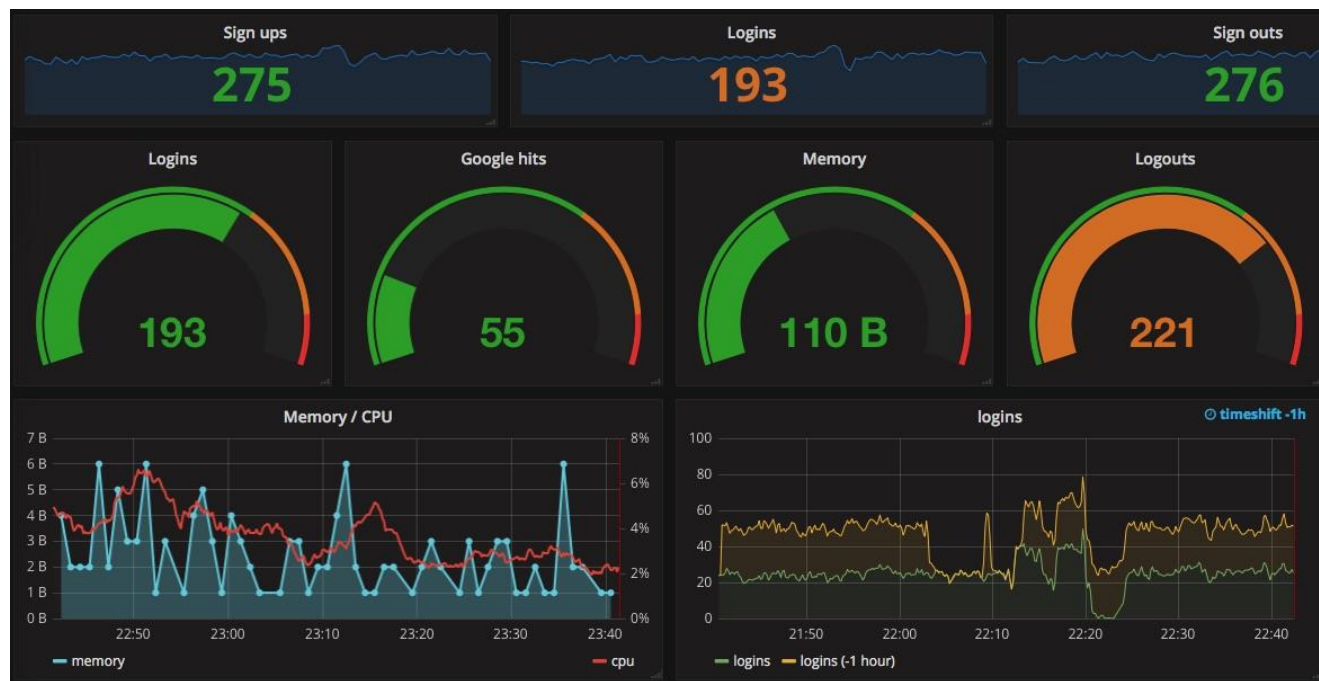 Sign ups
275
Logins
193
Sign outs
276
Logins
193
Google hits
55
Memory
110 B
Logouts
221
Memory / CPU
7 B
6 B
5 B
4 B
3 B
2 B
1 B
0 B
8%
6%
4%
2%
0%
22:50 23:00 23:10 23:20 23:30 23:40
memory cpu
logins
timeshift -1h
100
80
60
40
20
0
21:50 22:00 22:10 22:20 22:30 22:40
logins logins (-1 hour)